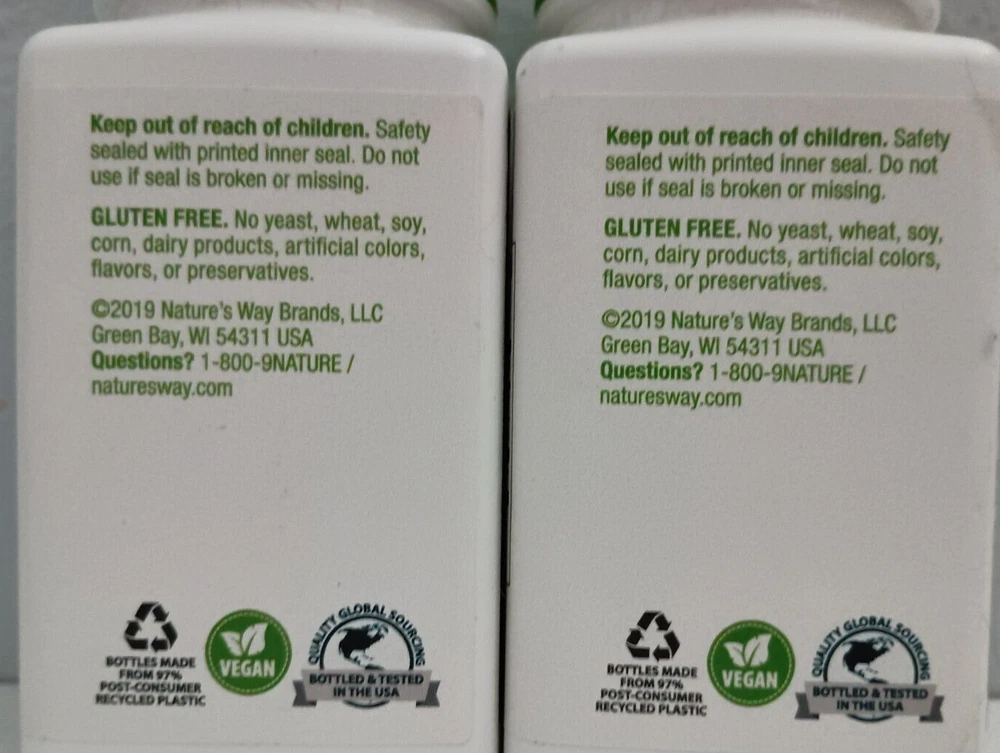 Keep out of reach of children. Safety
sealed with printed inner seal. Do not
use if seal is broken or missing.
GLUTEN FREE. No yeast, wheat, soy,
corn, dairy products, artificial colors,
flavors, or preservatives.
©2019 Nature's Way Brands, LLC
Green Bay, WI 54311 USA
Questions? 1-800-9NATURE /
naturesway.com
BOTTLES MADE
FROM 97%
POST-CONSUMER
RECYCLED PLASTIC
VEGAN
QUALITY GLOBAL SOURCING
BOTTLED & TESTED
IN THE USA
Keep out of reach of children. Safety
sealed with printed inner seal. Do not
use if seal is broken or missing.
GLUTEN FREE. No yeast, wheat, soy,
corn, dairy products, artificial colors,
flavors, or preservatives.
©2019 Nature's Way Brands, LLC
Green Bay, WI 54311 USA
Questions? 1-800-9NATURE /
naturesway.com
BOTTLES MADE
FROM 97%
POST-CONSUMER
RECYCLED PLASTIC
VEGAN
QUALITY GLOBAL SOURCING
BOTTLED & TESTED
IN THE USA